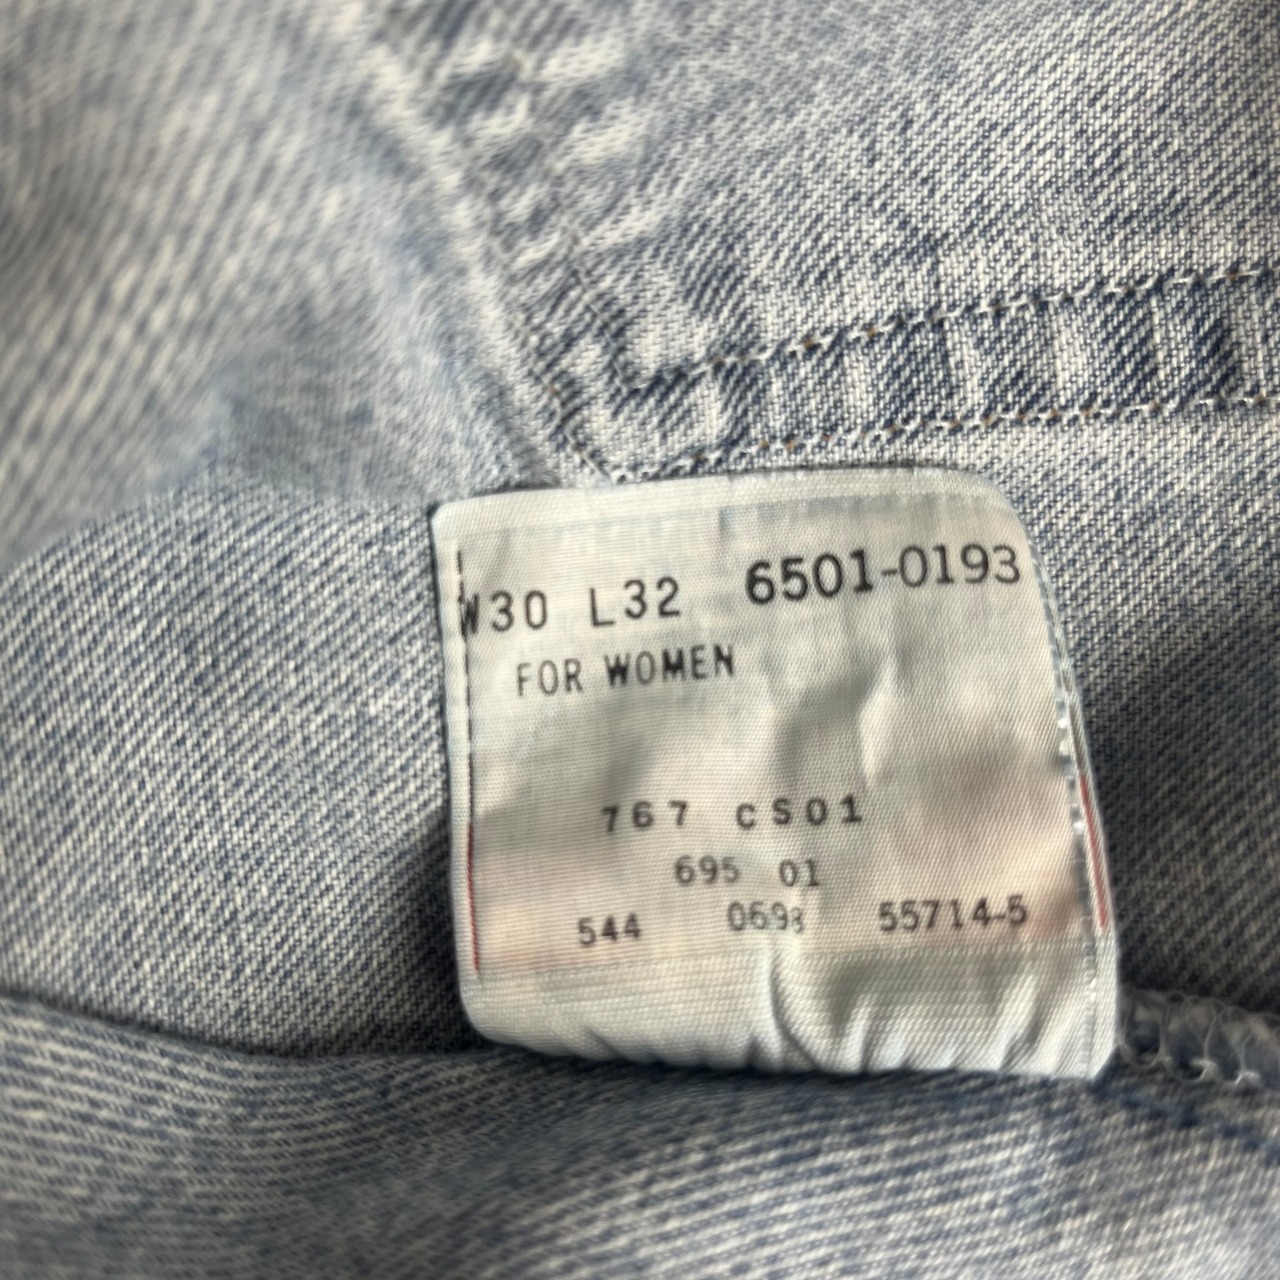 W30 L32 6501-0193
FOR WOMEN
767 CS01
695 01
544 0693 55714-5